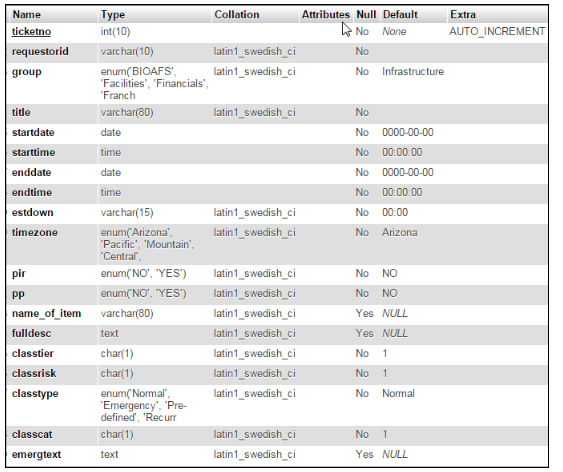 Name Type Collation Attributes Null Default Extra
ticketno int(10) No None AUTO_INCREMENT
requestorid varchar(10) latin1_swedish_ci No
group enum('BIOAFS', latin1_swedish_ci No Infrastructure
'Facilities', 'Financials',
'Franch
title varchar(80) latin1_swedish_ci No
startdate date No 0000-00-00
starttime time No 00:00:00
enddate date No 0000-00-00
endtime time No 00:00:00
estdown varchar(15) latin1_swedish_ci No 00:00
timezone enum('Arizona', latin1_swedish_ci No Arizona
'Pacific', 'Mountain',
'Central',
pir enum('NO', 'YES') latin1_swedish_ci No NO
pp enum('NO', 'YES') latin1_swedish_ci No NO
name_of_item varchar(80) latin1_swedish_ci Yes NULL
fulldesc text latin1_swedish_ci Yes NULL
classtier char(1) latin1_swedish_ci No 1
classrisk char(1) latin1_swedish_ci No 1
classtype enum('Normal', latin1_swedish_ci No Normal
'Emergency', 'Pre-
defined', 'Recurr
classcat char(1) latin1_swedish_ci No 1
emergtext text latin1_swedish_ci Yes NULL